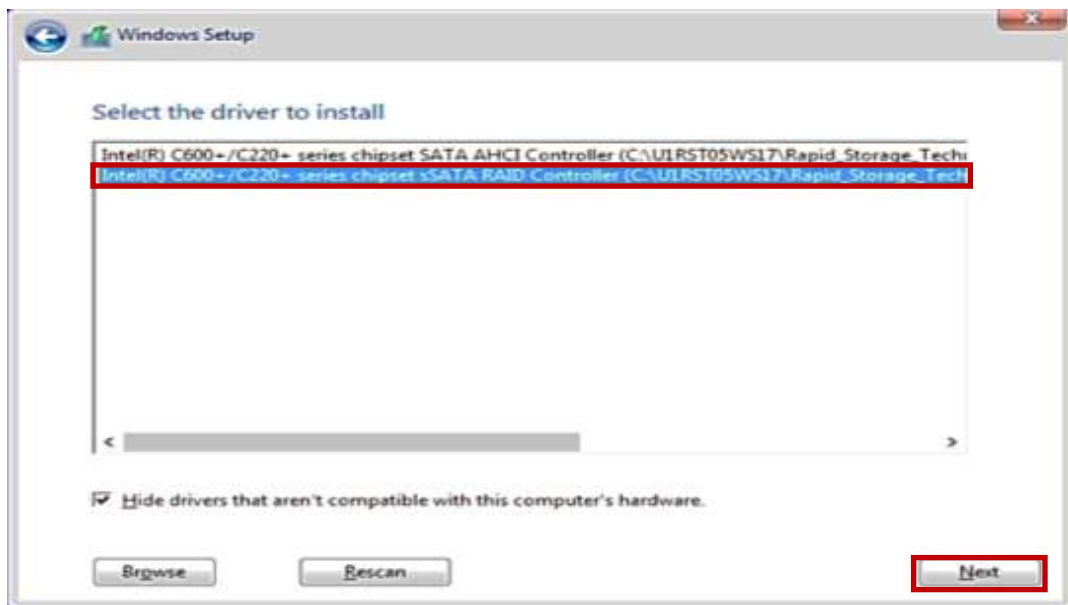 Windows Setup
Select the driver to install
Intel(R) C600+/C220+ series chipset SATA AHCI Controller (C:\U1RST05WS17\Rapid_Storage_Techn
Intel(R) C600+/C220+ series chipset sSATA RAID Controller (C:\U1RST05WS17\Rapid_Storage_Tech
Hide drivers that aren't compatible with this computer's hardware.
Browse Rescan Next